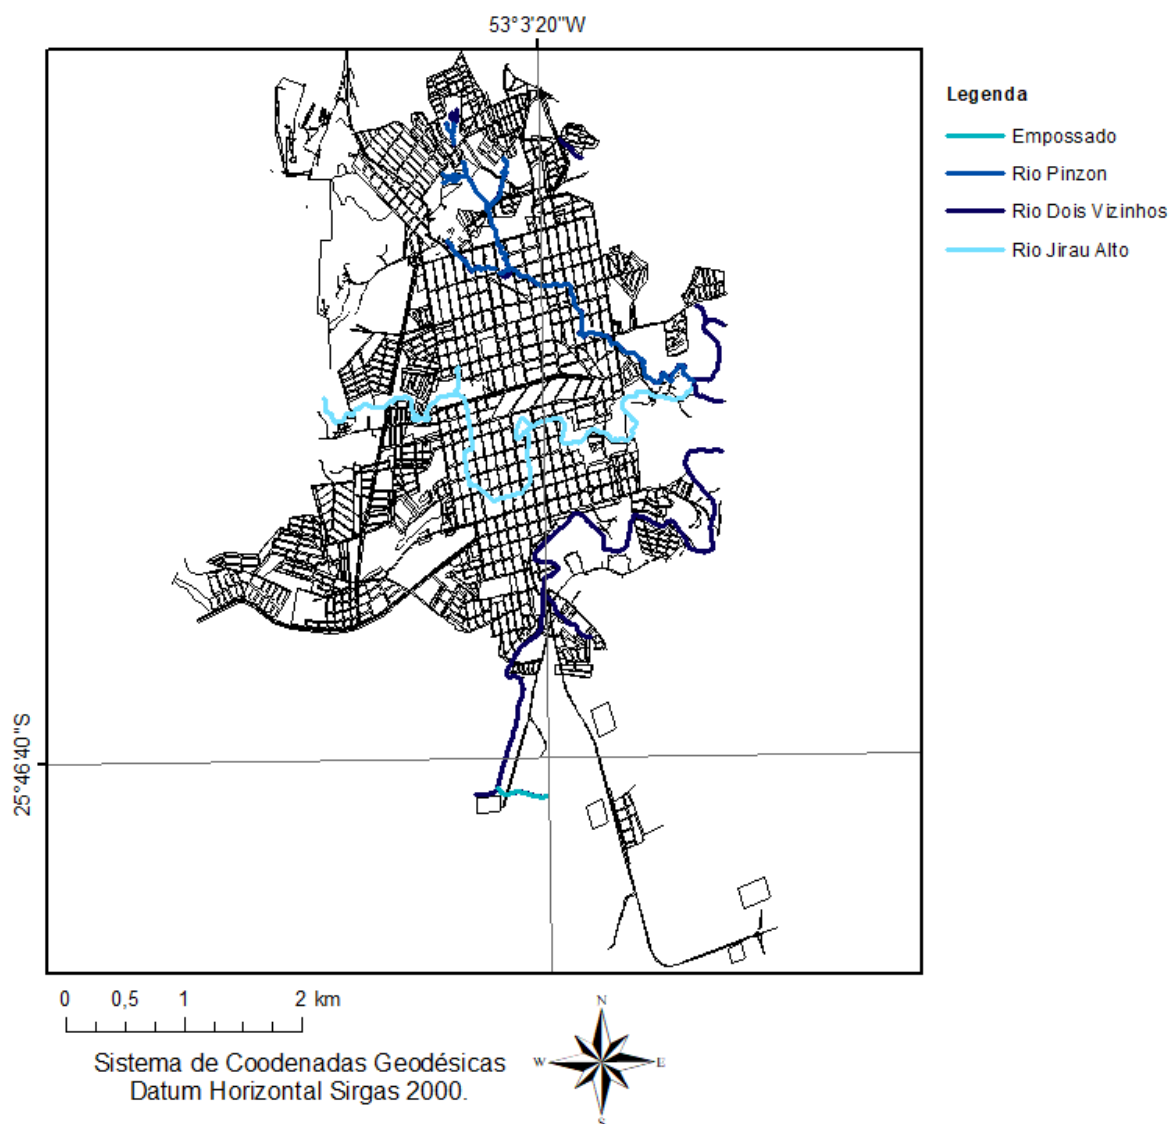 53°3'20"W
Legenda
Empossado
Rio Pinzon
Rio Dois Vizinhos
Rio Jirau Alto
25°46'40"S
0 0,5 1 2 km
Sistema de Coodenadas Geodésicas
Datum Horizontal Sirgas 2000.
N
W E
S